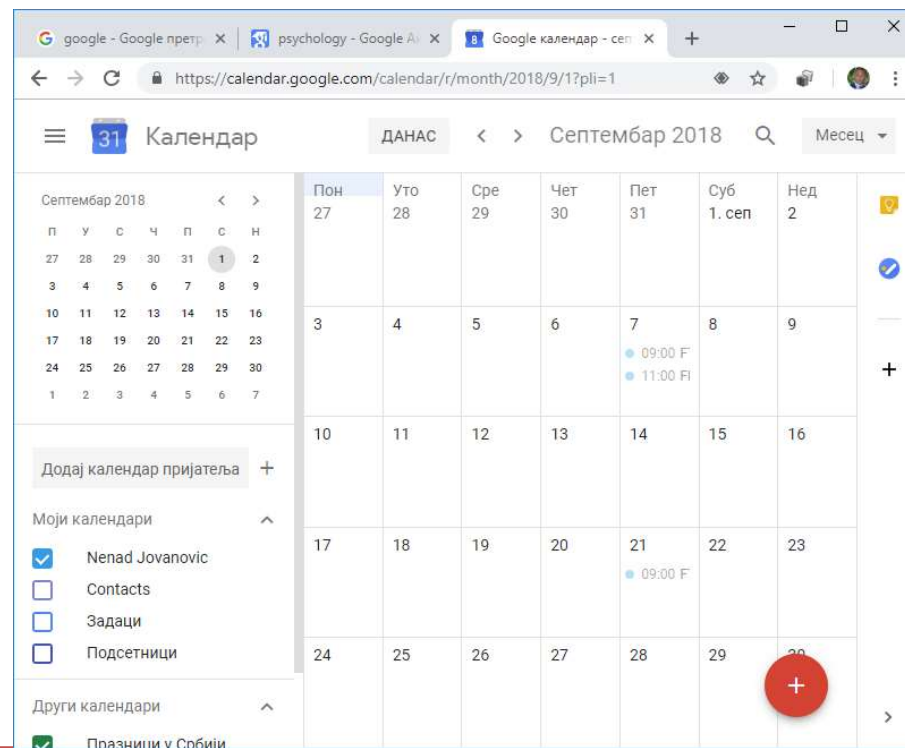 google - Google претр
psychology - Google А
8 Google календар - сеп
https://calendar.google.com/calendar/r/month/2018/9/1?pli=1
31 Календар ДАНАС Септембар 2018 Месец
Септембар 2018
П У С Ч П С Н
27 28 29 30 31 1 2
3 4 5 6 7 8 9
10 11 12 13 14 15 16
17 18 19 20 21 22 23
24 25 26 27 28 29 30
1 2 3 4 5 6 7
Додај календар пријатеља +
Моји календари
Nenad Jovanovic
Contacts
Задаци
Подсетници
Други календари
Празници у Србији
Пон Уто Сре Чет Пет Суб Нед
27 28 29 30 31 1. сеп 2
3 4 5 6 7 8 9
09:00
11:00
10 11 12 13 14 15 16
17 18 19 20 21 22 23
09:00
24 25 26 27 28 29 30